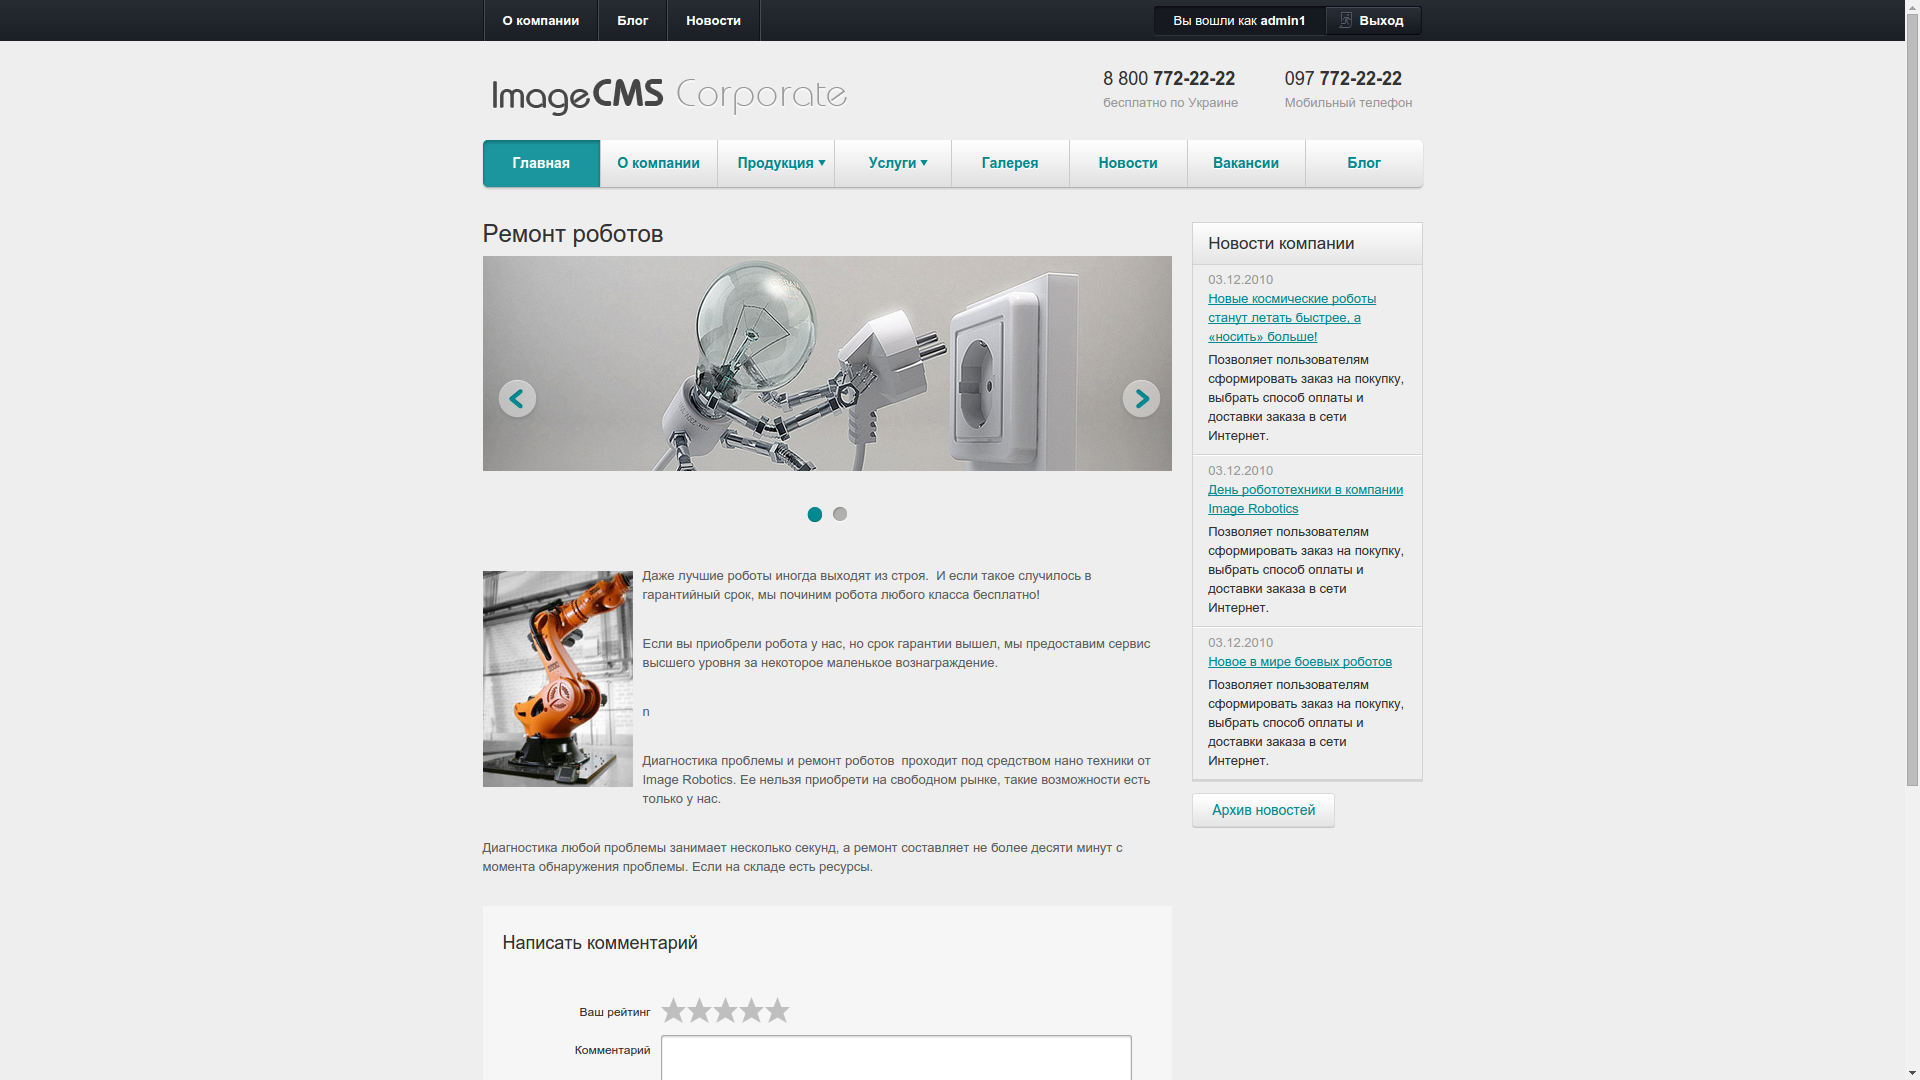 О компании
Блог
Новости
Вы вошли как admin1
Выход
ImageCMS Corporate
8 800 772-22-22
бесплатно по Украине
097 772-22-22
Мобильный телефон
Главная
О компании
Продукция
Услуги
Галерея
Новости
Вакансии
Блог
Ремонт роботов
Даже лучшие роботы иногда выходят из строя.  И если такое случилось в
гарантийный срок, мы починим робота любого класса бесплатно!
Если вы приобрели робота у нас, но срок гарантии вышел, мы предоставим сервис
высшего уровня за некоторое маленькое вознаграждение.
n
Диагностика проблемы и ремонт роботов  проходит под средством нано техники от
Image Robotics. Ее нельзя приобрети на свободном рынке, такие возможности есть
только у нас.
Диагностика любой проблемы занимает несколько секунд, а ремонт составляет не более десяти минут с
момента обнаружения проблемы. Если на складе есть ресурсы.
Написать комментарий
Ваш рейтинг
Комментарий
Новости компании
03.12.2010
Новые космические роботы
станут летать быстрее, а
«носить» больше!
Позволяет пользователям
сформировать заказ на покупку,
выбрать способ оплаты и
доставки заказа в сети
Интернет.
03.12.2010
День робототехники в компании
Image Robotics
Позволяет пользователям
сформировать заказ на покупку,
выбрать способ оплаты и
доставки заказа в сети
Интернет.
03.12.2010
Новое в мире боевых роботов
Позволяет пользователям
сформировать заказ на покупку,
выбрать способ оплаты и
доставки заказа в сети
Интернет.
Архив новостей